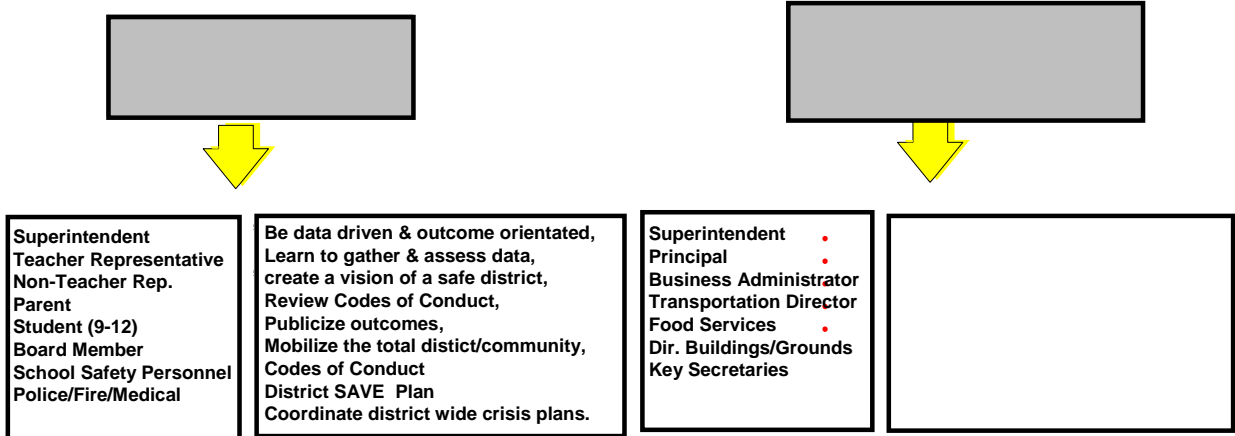 Superintendent
Teacher Representative
Non-Teacher Rep.
Parent
Student (9-12)
Board Member
School Safety Personnel
Police/Fire/Medical
Be data driven & outcome orientated,
Learn to gather & assess data,
create a vision of a safe district,
Review Codes of Conduct,
Publicize outcomes,
Mobilize the total distict/community,
Codes of Conduct
District SAVE Plan
Coordinate district wide crisis plans.
Superintendent
Principal
Business Administrator
Transportation Director
Food Services
Dir. Buildings/Grounds
Key Secretaries